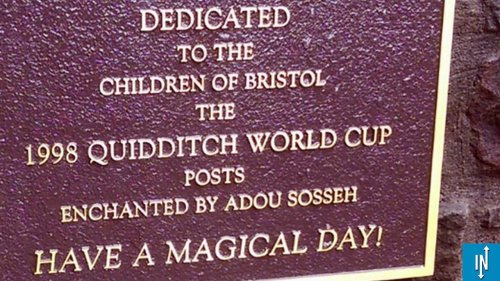 DEDICATED
TO THE
CHILDREN OF BRISTOL
THE
1998 QUIDDITCH WORLD CUP
POSTS
ENCHANTED BY ADOU SOSSEH
HAVE A MAGICAL DAY!
IN